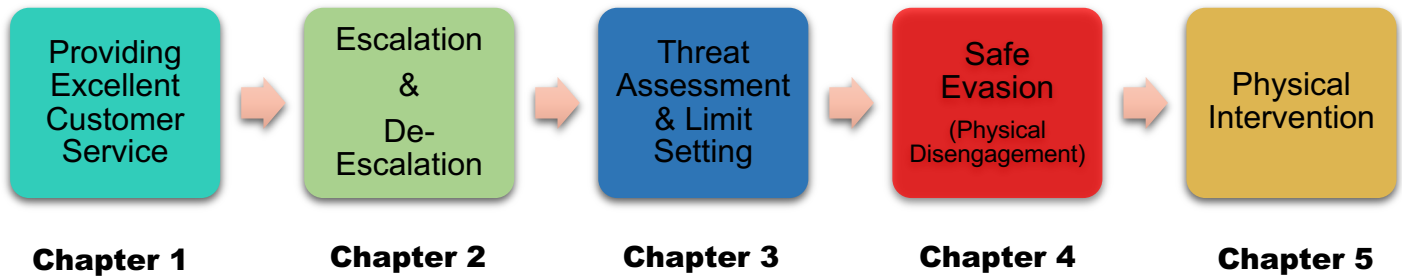 Providing
Excellent
Customer
Service
Escalation
&
De-
Escalation
Threat
Assessment
& Limit
Setting
Safe
Evasion
(Physical
Disengagement)
Physical
Intervention
Chapter 1
Chapter 2
Chapter 3
Chapter 4
Chapter 5